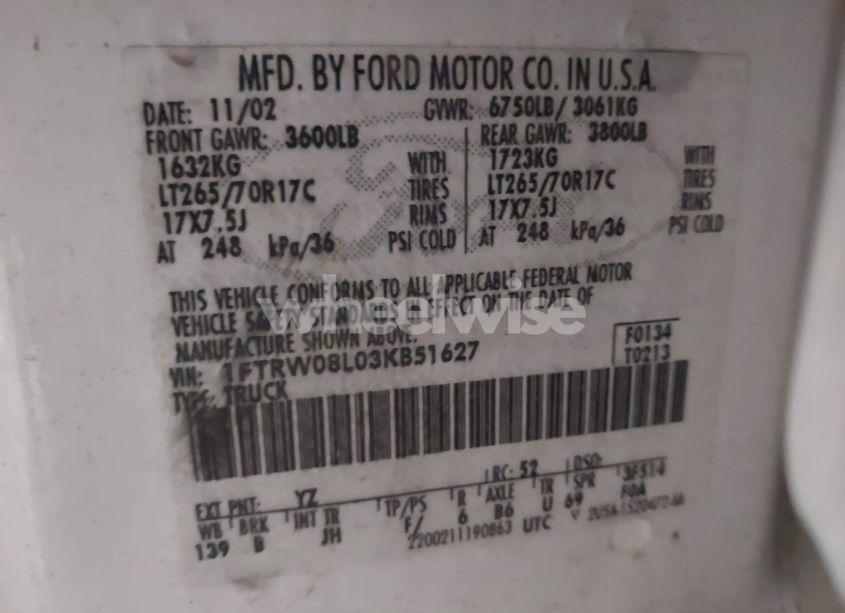 MFD. BY FORD MOTOR CO. IN U.S.A.
DATE: 11/02 GVWR: 6750LB/ 3061KG
FRONT GAWR: 3600LB REAR GAWR: 3800LB
1632KG WITH 1723KG WITH
LT265/70R17C TIRES LT265/70R17C TIRES
17X7.5J RIMS 17X7.5J RIMS
AT 248 kPa/36 PSI COLD AT 248 kPa/36 PSI COLD
THIS VEHICLE CONFORMS TO ALL APPLICABLE FEDERAL MOTOR
VEHICLE SAFETY STANDARDS IN EFFECT ON THE DATE OF
MANUFACTURE SHOWN ABOVE.
wheelwise
VIN: 1FTRW08L03KB51627 F0134
TYPE: TRUCK T0213
RC: 52 DSO:
EXT PNT: YZ
WB BRK INT TR TP/PS R AXLE TR SPR 3F514
139 B JH F/ 6 B6 U 69 F0A
2200211190863 UTC